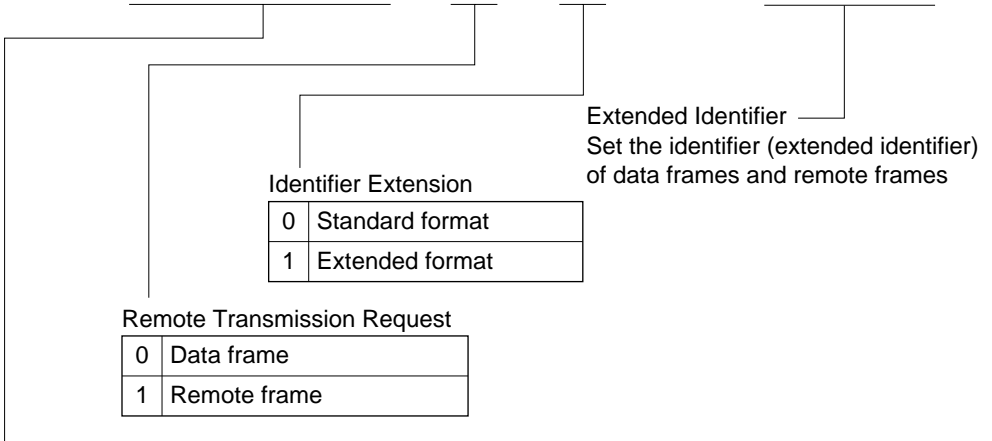 Extended Identifier
Set the identifier (extended identifier)
of data frames and remote frames
Identifier Extension
0 Standard format
1 Extended format
Remote Transmission Request
0 Data frame
1 Remote frame